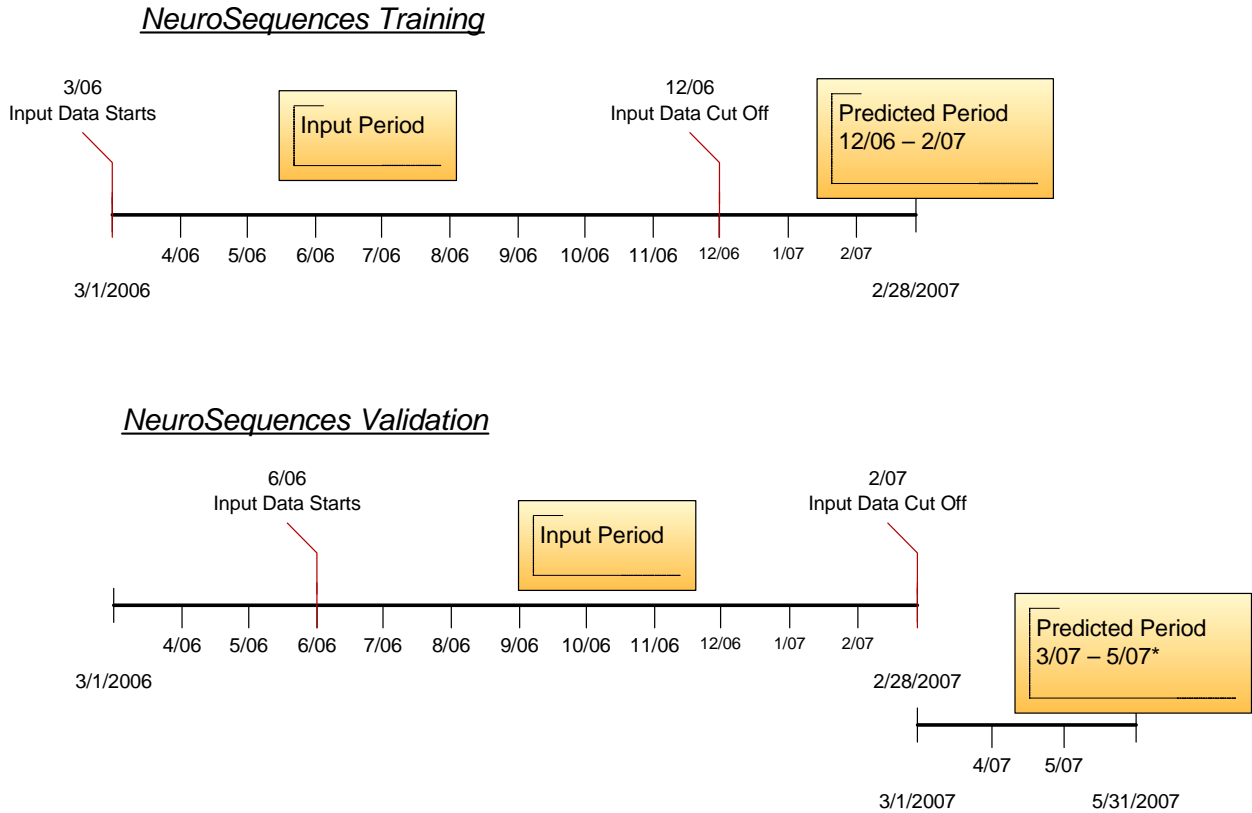 NeuroSequences Training
3/06
Input Data Starts
Input Period
12/06
Input Data Cut Off
Predicted Period
12/06 – 2/07
4/06 5/06 6/06 7/06 8/06 9/06 10/06 11/06 12/06 1/07 2/07
3/1/2006 2/28/2007
NeuroSequences Validation
6/06
Input Data Starts
Input Period
2/07
Input Data Cut Off
Predicted Period
3/07 – 5/07*
4/06 5/06 6/06 7/06 8/06 9/06 10/06 11/06 12/06 1/07 2/07
3/1/2006 2/28/2007
4/07 5/07
3/1/2007 5/31/2007